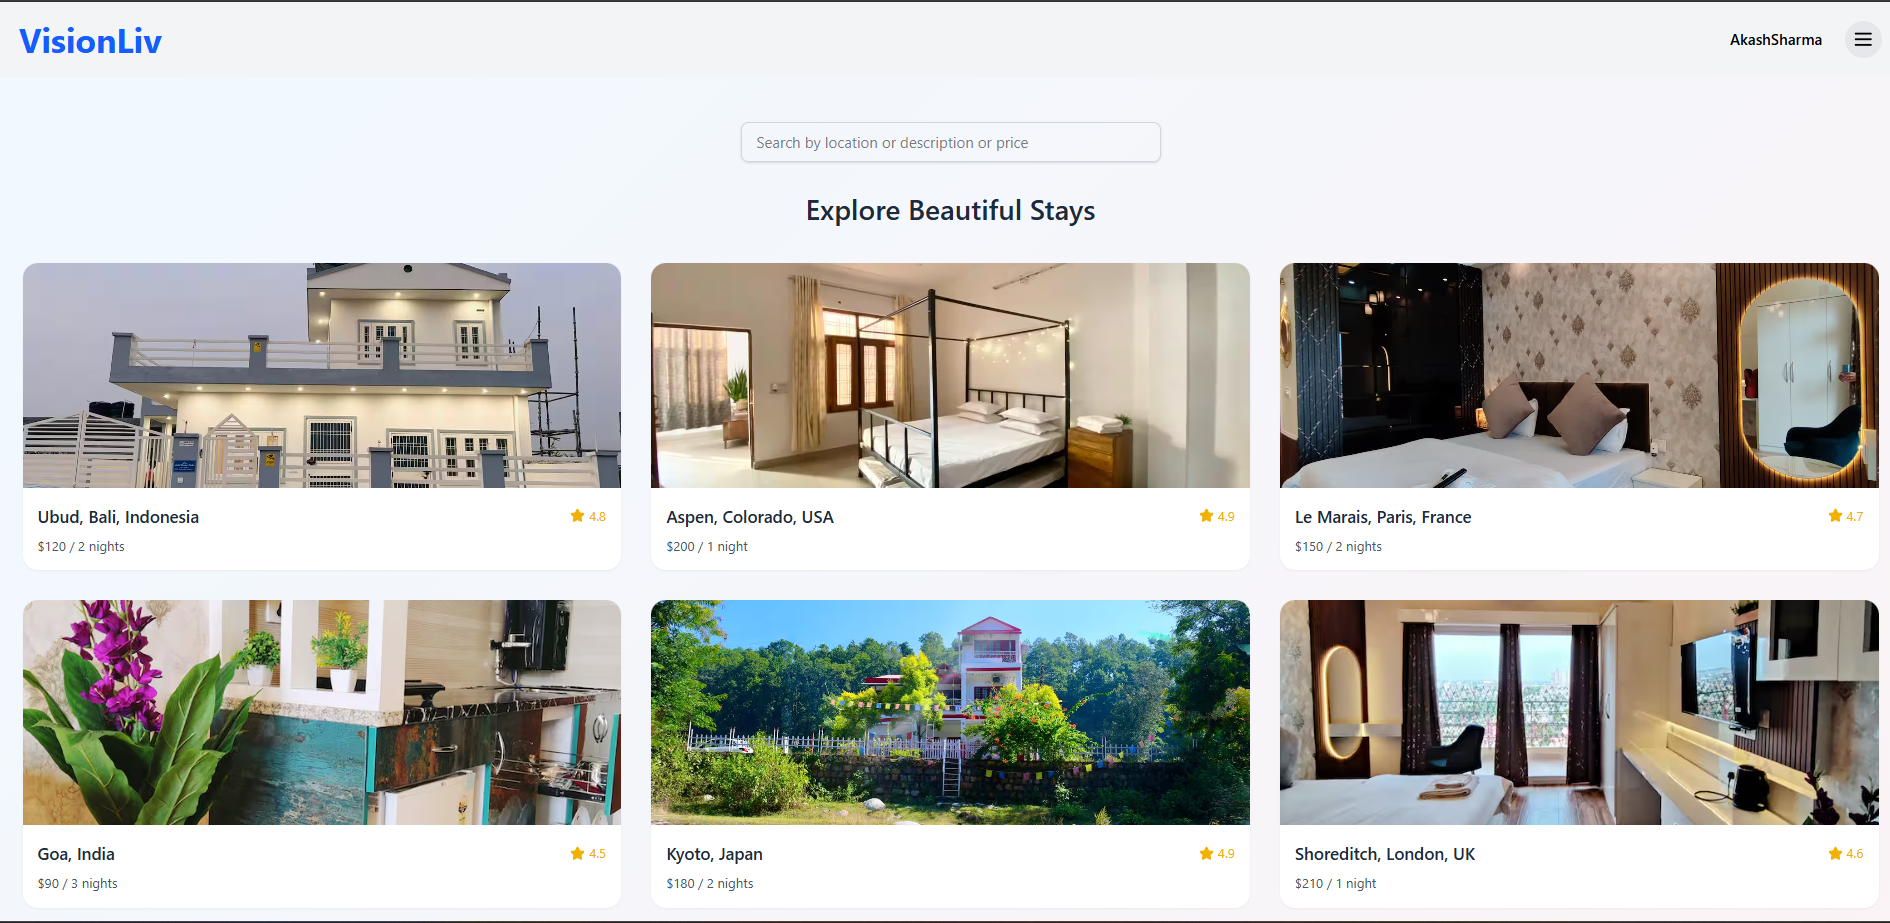 VisionLiv
AkashSharma
Search by location or description or price
Explore Beautiful Stays
Ubud, Bali, Indonesia
4.8
$120 / 2 nights
Aspen, Colorado, USA
4.9
$200 / 1 night
Le Marais, Paris, France
4.7
$150 / 2 nights
Goa, India
4.5
$90 / 3 nights
Kyoto, Japan
4.9
$180 / 2 nights
Shoreditch, London, UK
4.6
$210 / 1 night